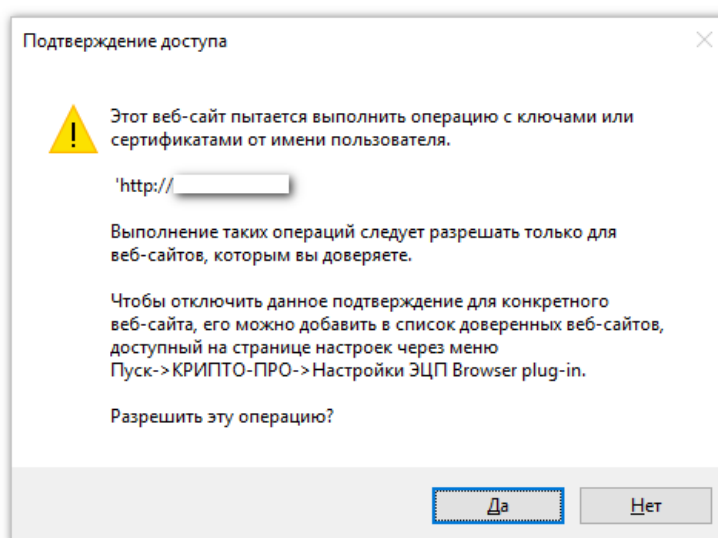 Подтверждение доступа
Этот веб-сайт пытается выполнить операцию с ключами или
сертификатами от имени пользователя.
'http://
Выполнение таких операций следует разрешать только для
веб-сайтов, которым вы доверяете.
Чтобы отключить данное подтверждение для конкретного
веб-сайта, его можно добавить в список доверенных веб-сайтов,
доступный на странице настроек через меню
Пуск->КРИПТО-ПРО->Настройки ЭЦП Browser plug-in.
Разрешить эту операцию?
Да Нет